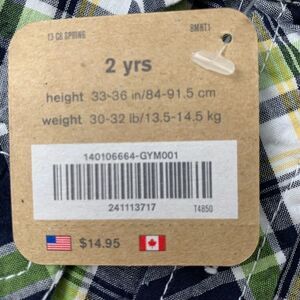 13 G6 SPRING
BMNT1
2 yrs
height 33-36 in/84-91.5 cm
weight 30-32 lb/13.5-14.5 kg
140106664-GYM001
241113717
T4850
$14.95